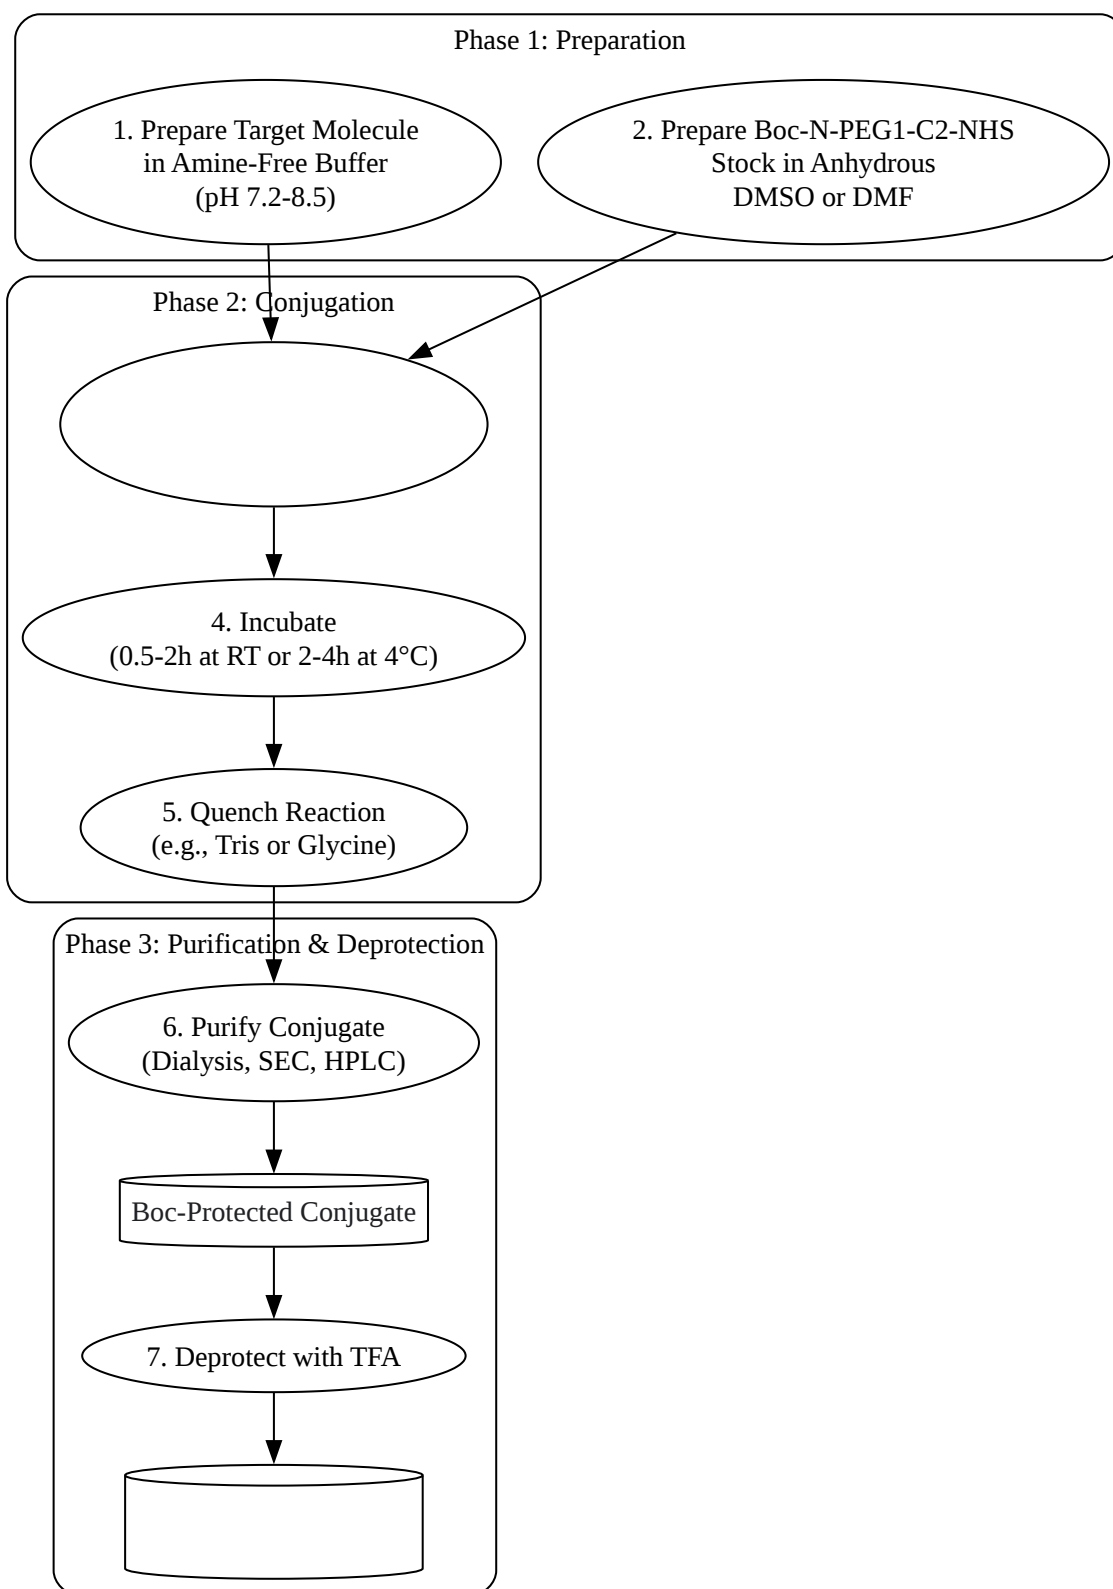 Phase 1: Preparation
1. Prepare Target Molecule
in Amine-Free Buffer
(pH 7.2-8.5)
2. Prepare Boc-N-PEG1-C2-NHS
Stock in Anhydrous
DMSO or DMF
Phase 2: Conjugation
4. Incubate
(0.5-2h at RT or 2-4h at 4°C)
5. Quench Reaction
(e.g., Tris or Glycine)
Phase 3: Purification & Deprotection
6. Purify Conjugate
(Dialysis, SEC, HPLC)
Boc-Protected Conjugate
7. Deprotect with TFA